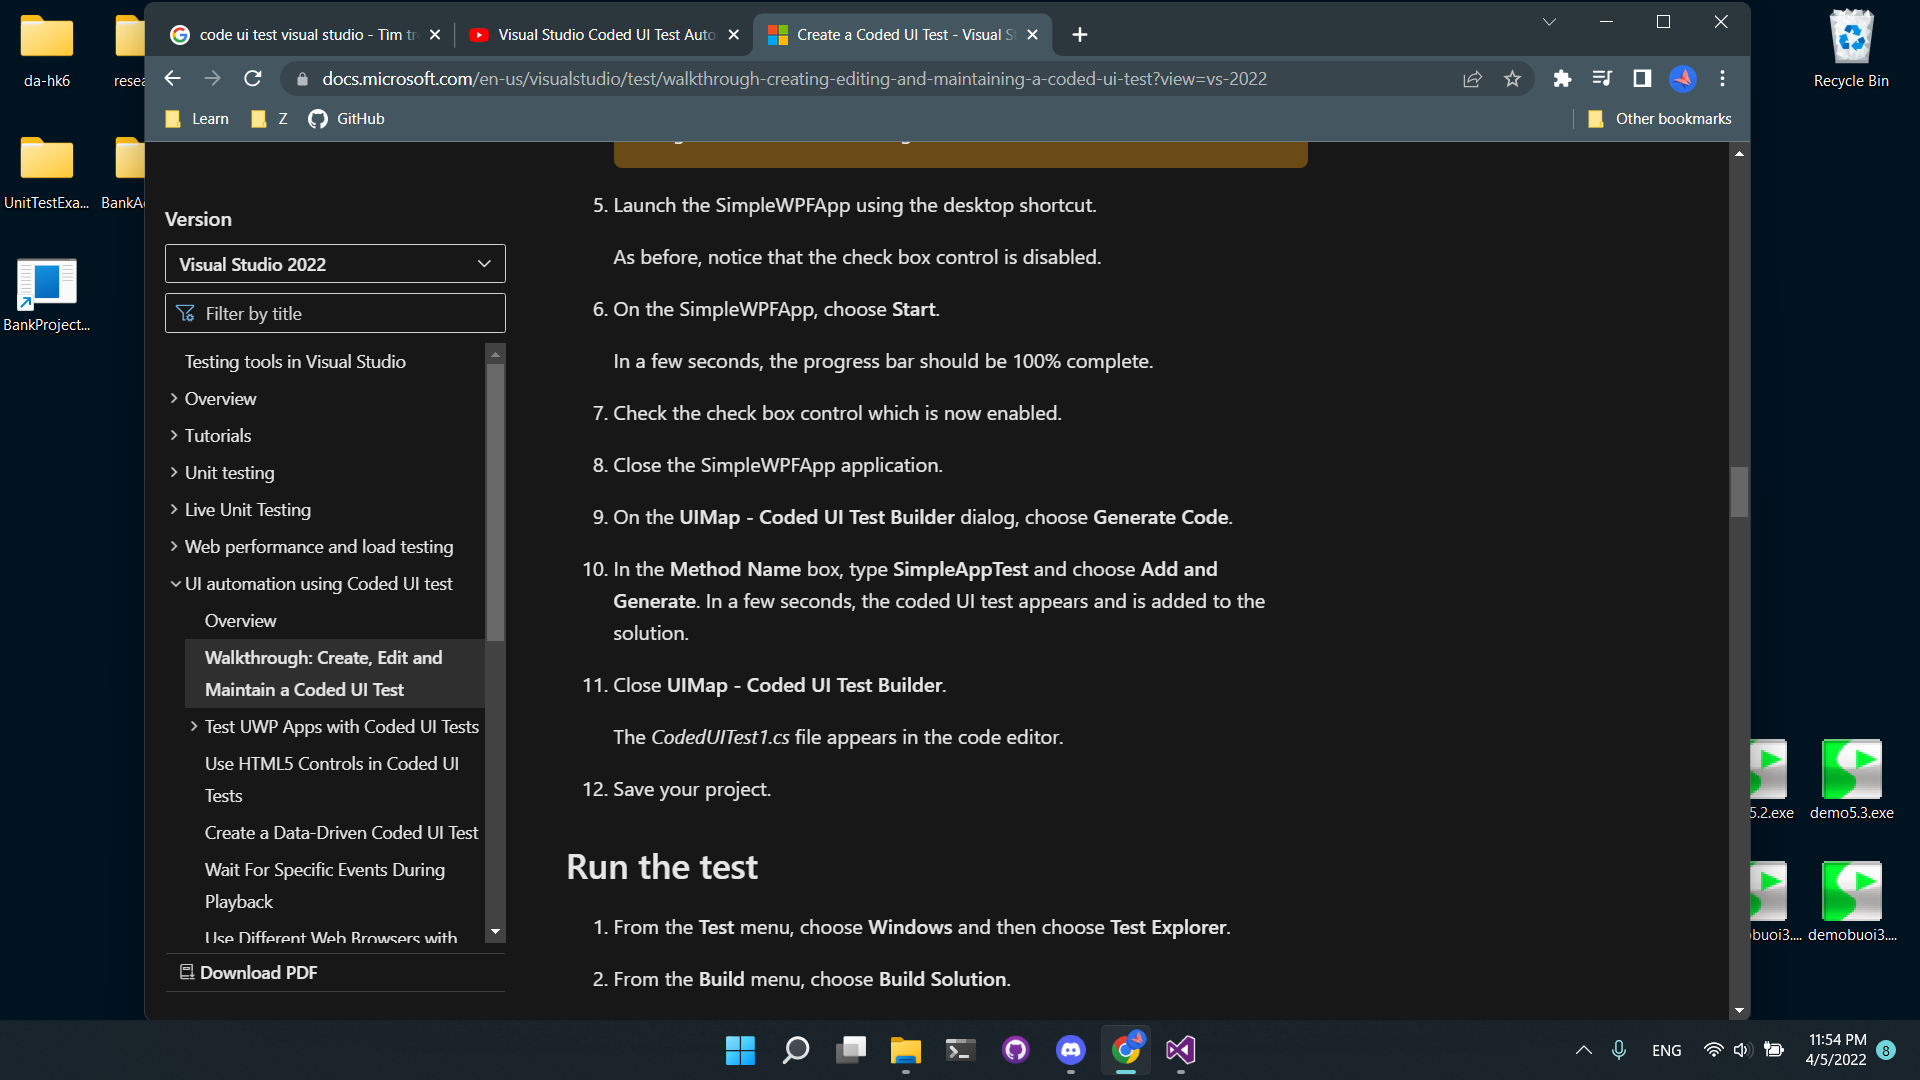 da-hk6
resea
UnitTestExa...
BankA
BankProject...
Recycle Bin
code ui test visual studio - Tìm tr
Visual Studio Coded UI Test Auto
Create a Coded UI Test - Visual S
docs.microsoft.com/en-us/visualstudio/test/walkthrough-creating-editing-and-maintaining-a-coded-ui-test?view=vs-2022
Learn
Z
GitHub
Other bookmarks
Version
Visual Studio 2022
Filter by title
Testing tools in Visual Studio
Overview
Tutorials
Unit testing
Live Unit Testing
Web performance and load testing
UI automation using Coded UI test
Overview
Walkthrough: Create, Edit and
Maintain a Coded UI Test
Test UWP Apps with Coded UI Tests
Use HTML5 Controls in Coded UI
Tests
Create a Data-Driven Coded UI Test
Wait For Specific Events During
Playback
Use Different Web Browsers with
Download PDF
5. Launch the SimpleWPFApp using the desktop shortcut.
As before, notice that the check box control is disabled.
6. On the SimpleWPFApp, choose Start.
In a few seconds, the progress bar should be 100% complete.
7. Check the check box control which is now enabled.
8. Close the SimpleWPFApp application.
9. On the UIMap - Coded UI Test Builder dialog, choose Generate Code.
10. In the Method Name box, type SimpleAppTest and choose Add and
Generate. In a few seconds, the coded UI test appears and is added to the
solution.
11. Close UIMap - Coded UI Test Builder.
The CodedUITest1.cs file appears in the code editor.
12. Save your project.
Run the test
1. From the Test menu, choose Windows and then choose Test Explorer.
2. From the Build menu, choose Build Solution.
5.2.exe
demo5.3.exe
buoi3....
demobuoi3....
ENG
11:54 PM
4/5/2022
8